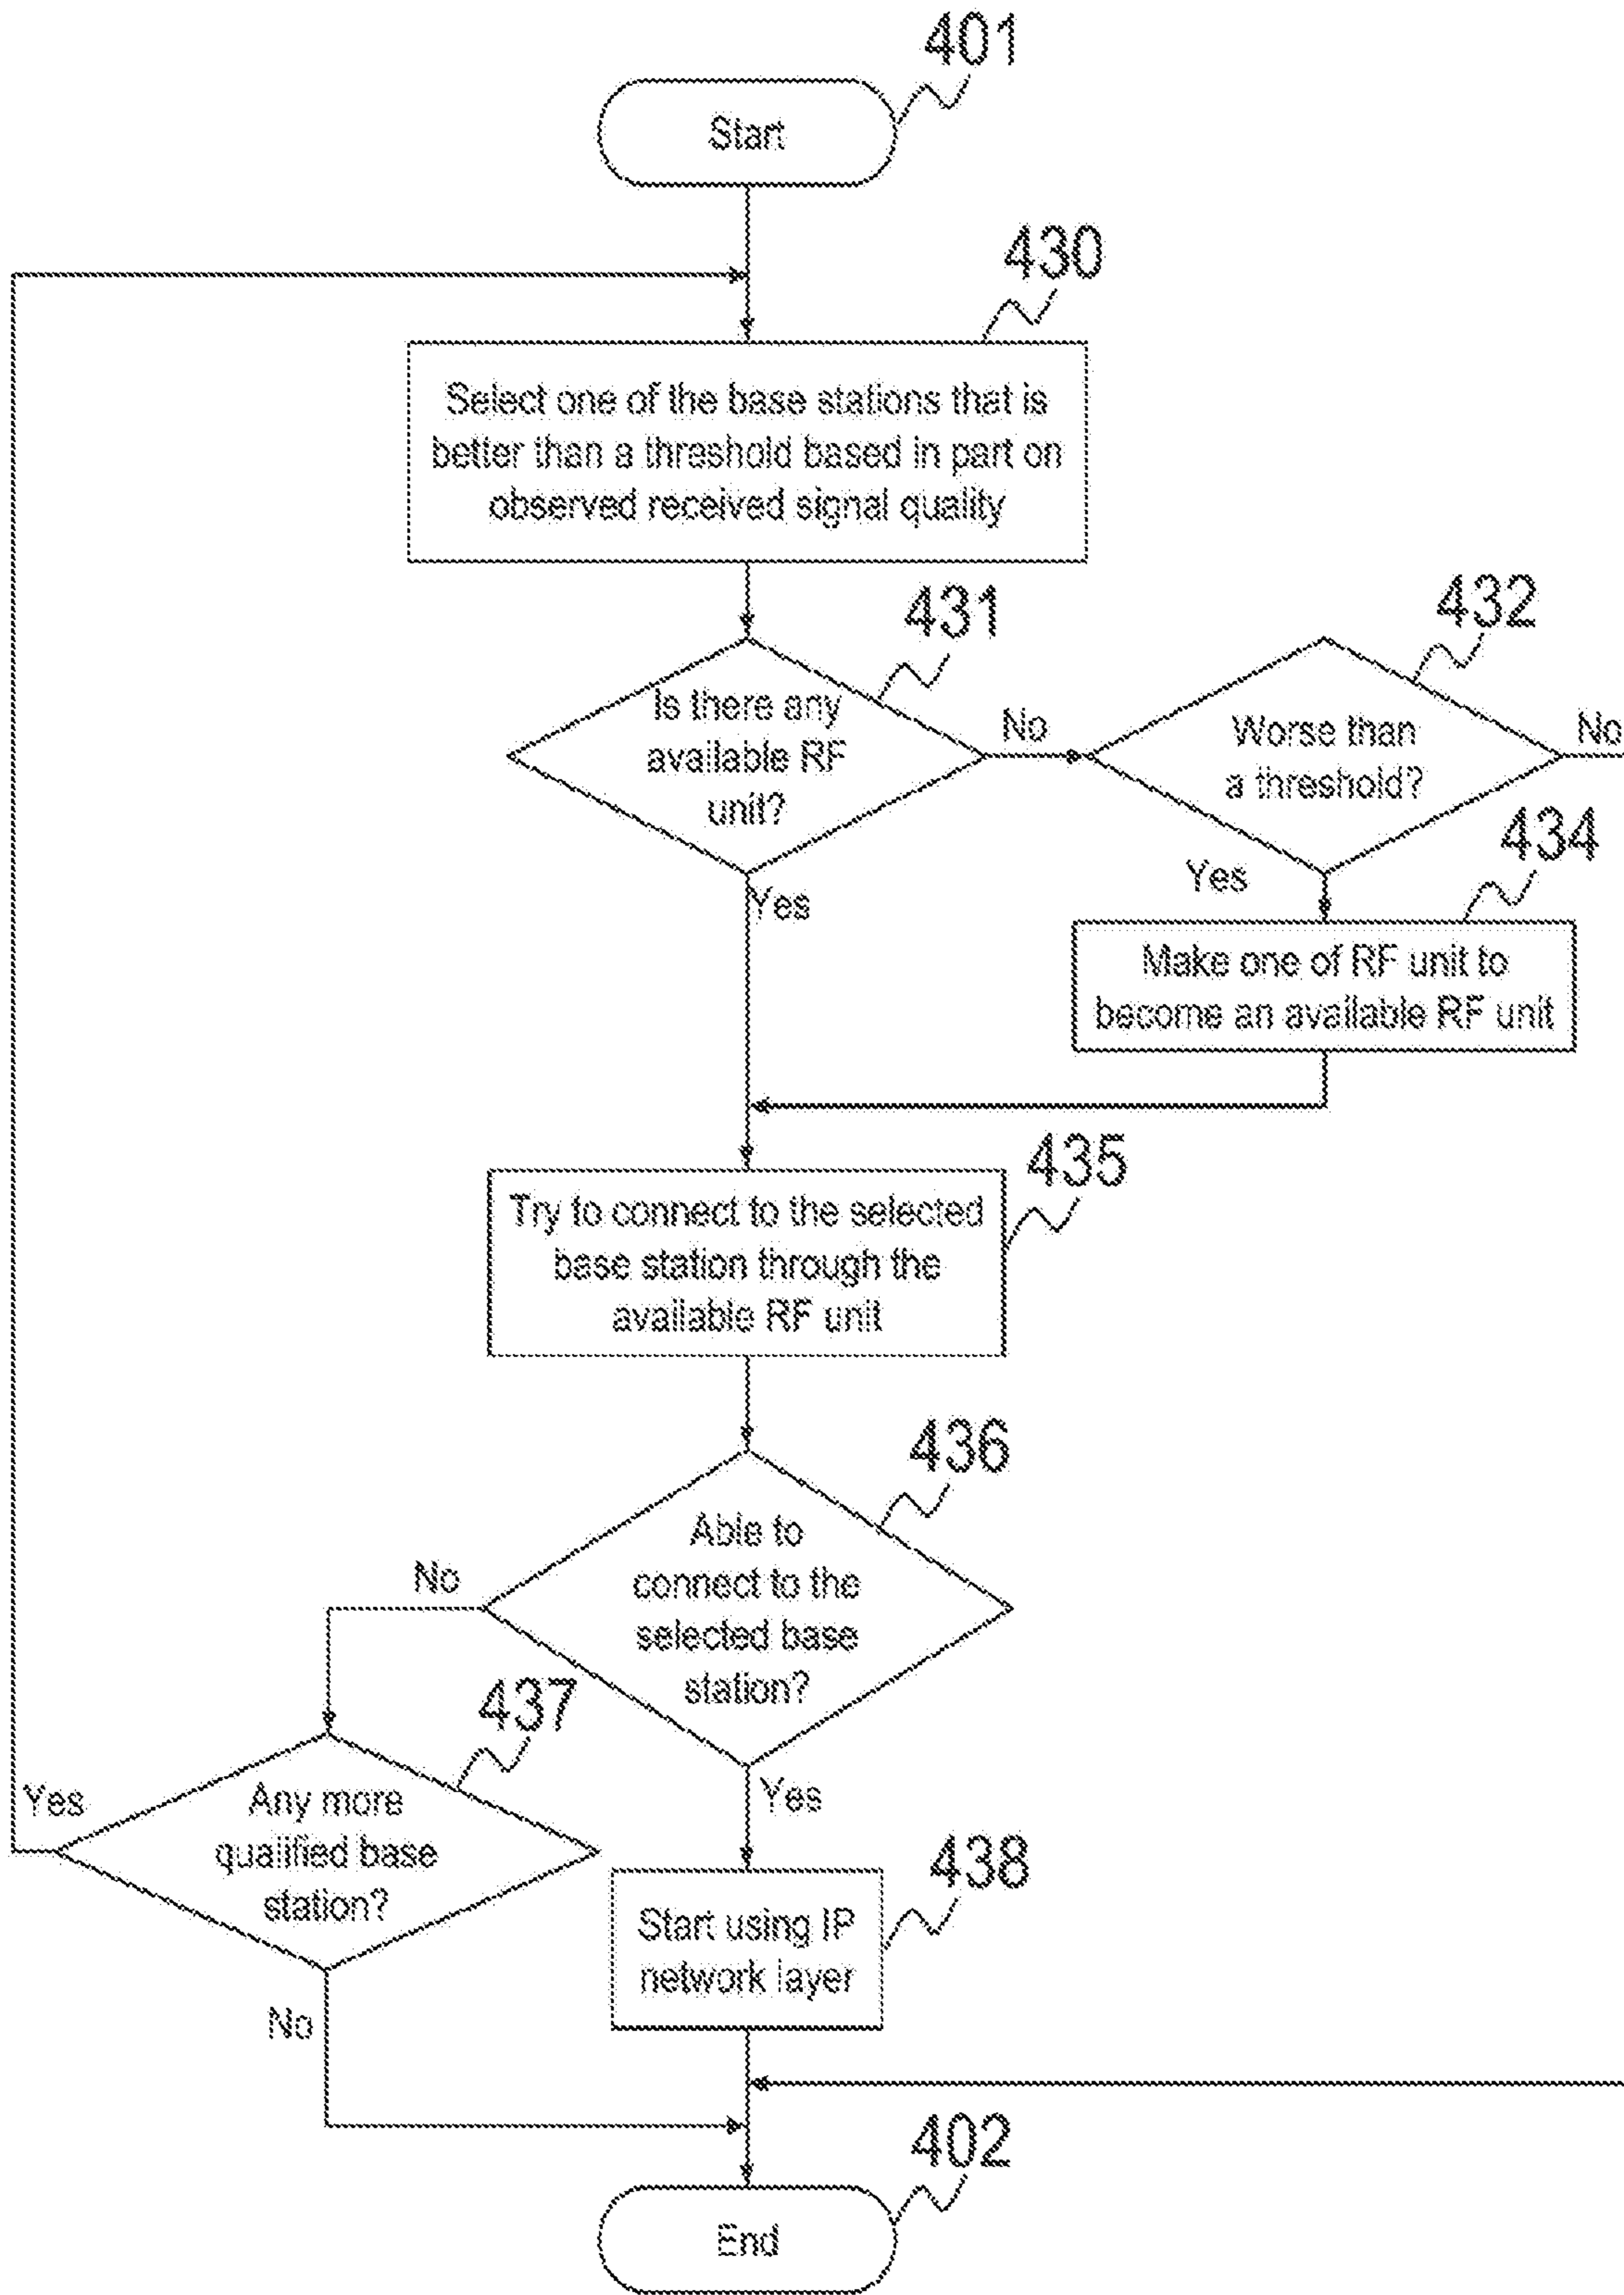 401
Start
430
Select one of the base stations that is
better than a threshold based in part on
observed received signal quality
431
432
Is there any
available RF
unit?
No
Worse than
a threshold?
No
Yes
Yes
434
Make one of RF unit to
become an available RF unit
435
Try to connect to the selected
base station through the
available RF unit
436
Able to
connect to the
selected base
station?
No
437
Yes
Any more
qualified base
station?
Yes
438
Start using IP
network layer
No
402
End